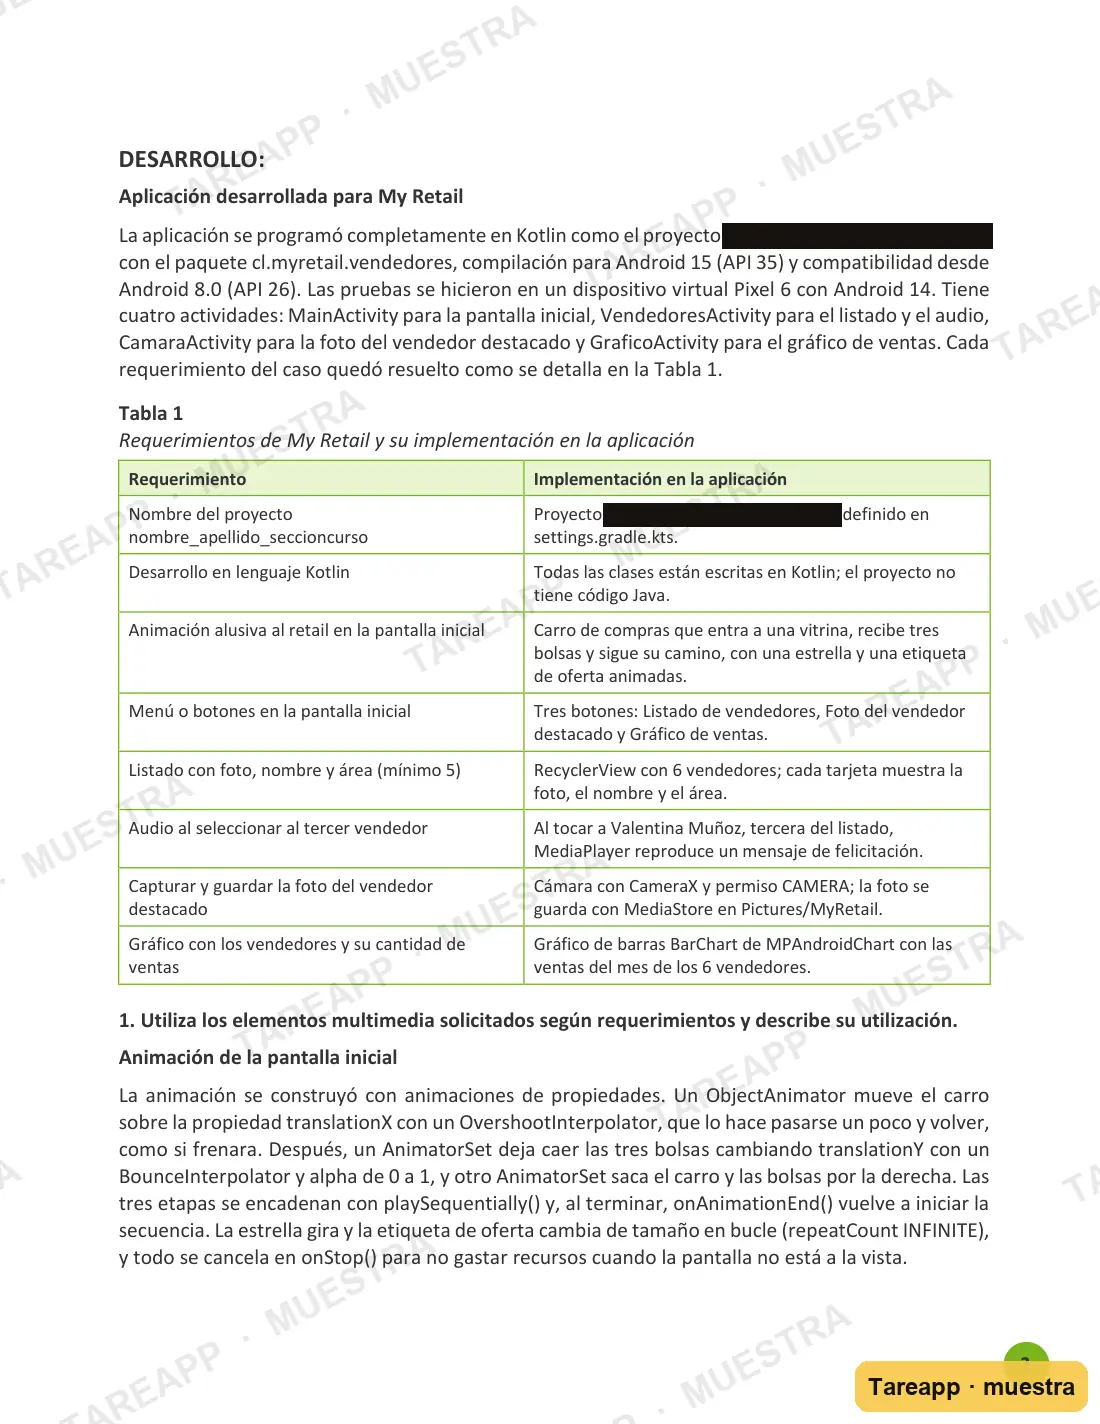 DESARROLLO:
Aplicación desarrollada para My Retail
La aplicación se programó completamente en Kotlin como el proyecto
con el paquete cl.myretail.vendedores, compilación para Android 15 (API 35) y compatibilidad desde
Android 8.0 (API 26). Las pruebas se hicieron en un dispositivo virtual Pixel 6 con Android 14. Tiene
cuatro actividades: MainActivity para la pantalla inicial, VendedoresActivity para el listado y el audio,
CamaraActivity para la foto del vendedor destacado y GraficoActivity para el gráfico de ventas. Cada
requerimiento del caso quedó resuelto como se detalla en la Tabla 1.
Tabla 1
Requerimientos de My Retail y su implementación en la aplicación
Requerimiento
Implementación en la aplicación
Nombre del proyecto
nombre_apellido_seccioncurso
Proyecto definido en
settings.gradle.kts.
Desarrollo en lenguaje Kotlin
Todas las clases están escritas en Kotlin; el proyecto no
tiene código Java.
Animación alusiva al retail en la pantalla inicial
Carro de compras que entra a una vitrina, recibe tres
bolsas y sigue su camino, con una estrella y una etiqueta
de oferta animadas.
Menú o botones en la pantalla inicial
Tres botones: Listado de vendedores, Foto del vendedor
destacado y Gráfico de ventas.
Listado con foto, nombre y área (mínimo 5)
RecyclerView con 6 vendedores; cada tarjeta muestra la
foto, el nombre y el área.
Audio al seleccionar al tercer vendedor
Al tocar a Valentina Muñoz, tercera del listado,
MediaPlayer reproduce un mensaje de felicitación.
Capturar y guardar la foto del vendedor
destacado
Cámara con CameraX y permiso CAMERA; la foto se
guarda con MediaStore en Pictures/MyRetail.
Gráfico con los vendedores y su cantidad de
ventas
Gráfico de barras BarChart de MPAndroidChart con las
ventas del mes de los 6 vendedores.
1. Utiliza los elementos multimedia solicitados según requerimientos y describe su utilización.
Animación de la pantalla inicial
La animación se construyó con animaciones de propiedades. Un ObjectAnimator mueve el carro
sobre la propiedad translationX con un OvershootInterpolator, que lo hace pasarse un poco y volver,
como si frenara. Después, un AnimatorSet deja caer las tres bolsas cambiando translationY con un
BounceInterpolator y alpha de 0 a 1, y otro AnimatorSet saca el carro y las bolsas por la derecha. Las
tres etapas se encadenan con playSequentially() y, al terminar, onAnimationEnd() vuelve a iniciar la
secuencia. La estrella gira y la etiqueta de oferta cambia de tamaño en bucle (repeatCount INFINITE),
y todo se cancela en onStop() para no gastar recursos cuando la pantalla no está a la vista.
Tareapp · muestra
TAREAPP · MUESTRA